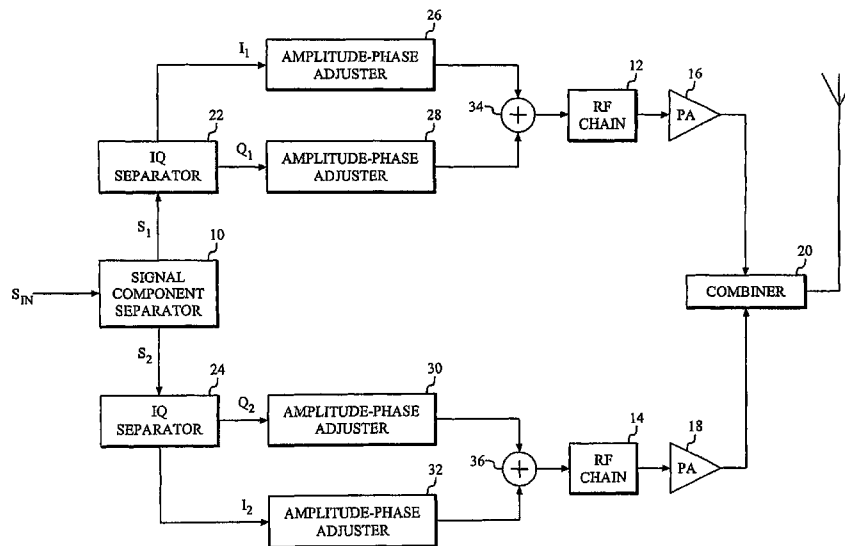 26
I1
AMPLITUDE-PHASE
ADJUSTER
12
16
34
+
RF
CHAIN
PA
22
28
IQ
SEPARATOR
Q1
AMPLITUDE-PHASE
ADJUSTER
S1
10
20
SIN
SIGNAL
COMPONENT
SEPARATOR
COMBINER
S2
24
30
IQ
SEPARATOR
Q2
AMPLITUDE-PHASE
ADJUSTER
14
18
36
+
RF
CHAIN
PA
32
I2
AMPLITUDE-PHASE
ADJUSTER